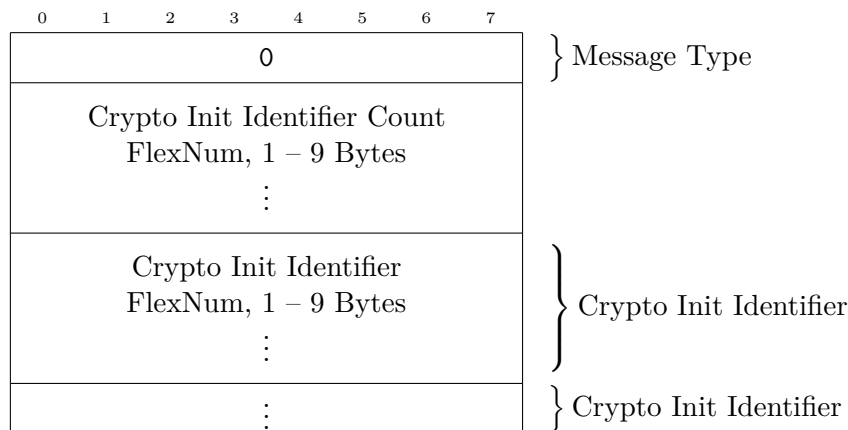 0 1 2 3 4 5 6 7
0
Message Type
Crypto Init Identifier Count
FlexNum, 1 – 9 Bytes
⋮
Crypto Init Identifier
FlexNum, 1 – 9 Bytes
⋮
Crypto Init Identifier
⋮
Crypto Init Identifier